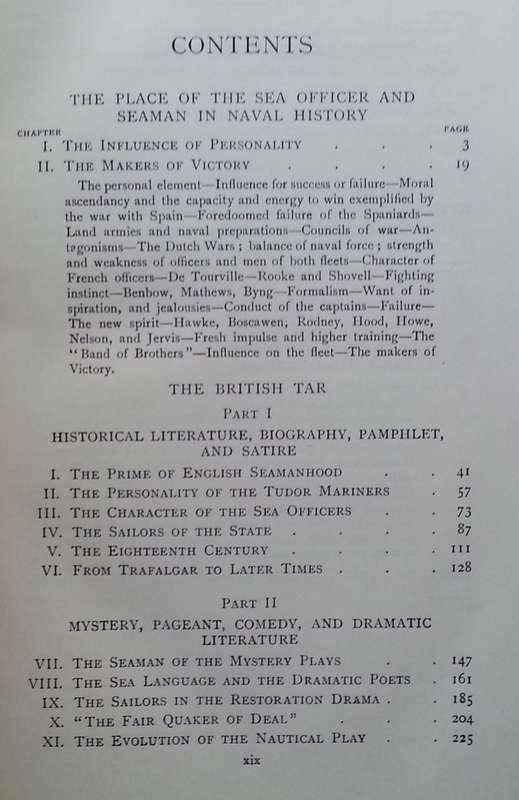 CONTENTS
THE PLACE OF THE SEA OFFICER AND
SEAMAN IN NAVAL HISTORY
CHAPTER PAGE
I. THE INFLUENCE OF PERSONALITY . . . 3
II. THE MAKERS OF VICTORY . . . . 19
The personal element—Influence for success or failure—Moral
ascendancy and the capacity and energy to win exemplified by
the war with Spain—Foredoomed failure of the Spaniards—
Land armies and naval preparations—Councils of war—An-
tagonisms—The Dutch Wars; balance of naval force; strength
and weakness of officers and men of both fleets—Character of
French officers—De Tourville—Rooke and Shovell—Fighting
instinct—Benbow, Mathews, Byng—Formalism—Want of in-
spiration, and jealousies—Conduct of the captains—Failure—
The new spirit—Hawke, Boscawen, Rodney, Hood, Howe,
Nelson, and Jervis—Fresh impulse and higher training—The
"Band of Brothers"—Influence on the fleet—The makers of
Victory.
THE BRITISH TAR
PART I
HISTORICAL LITERATURE, BIOGRAPHY, PAMPHLET,
AND SATIRE
I. THE PRIME OF ENGLISH SEAMANHOOD . . 41
II. THE PERSONALITY OF THE TUDOR MARINERS . 57
III. THE CHARACTER OF THE SEA OFFICERS . . 73
IV. THE SAILORS OF THE STATE . . . . 87
V. THE EIGHTEENTH CENTURY . . . . 111
VI. FROM TRAFALGAR TO LATER TIMES . . . 128
PART II
MYSTERY, PAGEANT, COMEDY, AND DRAMATIC
LITERATURE
VII. THE SEAMAN OF THE MYSTERY PLAYS . . 147
VIII. THE SEA LANGUAGE AND THE DRAMATIC POETS . 161
IX. THE SAILORS IN THE RESTORATION DRAMA . . 185
X. "THE FAIR QUAKER OF DEAL" . . . 204
XI. THE EVOLUTION OF THE NAUTICAL PLAY . . 225
xix